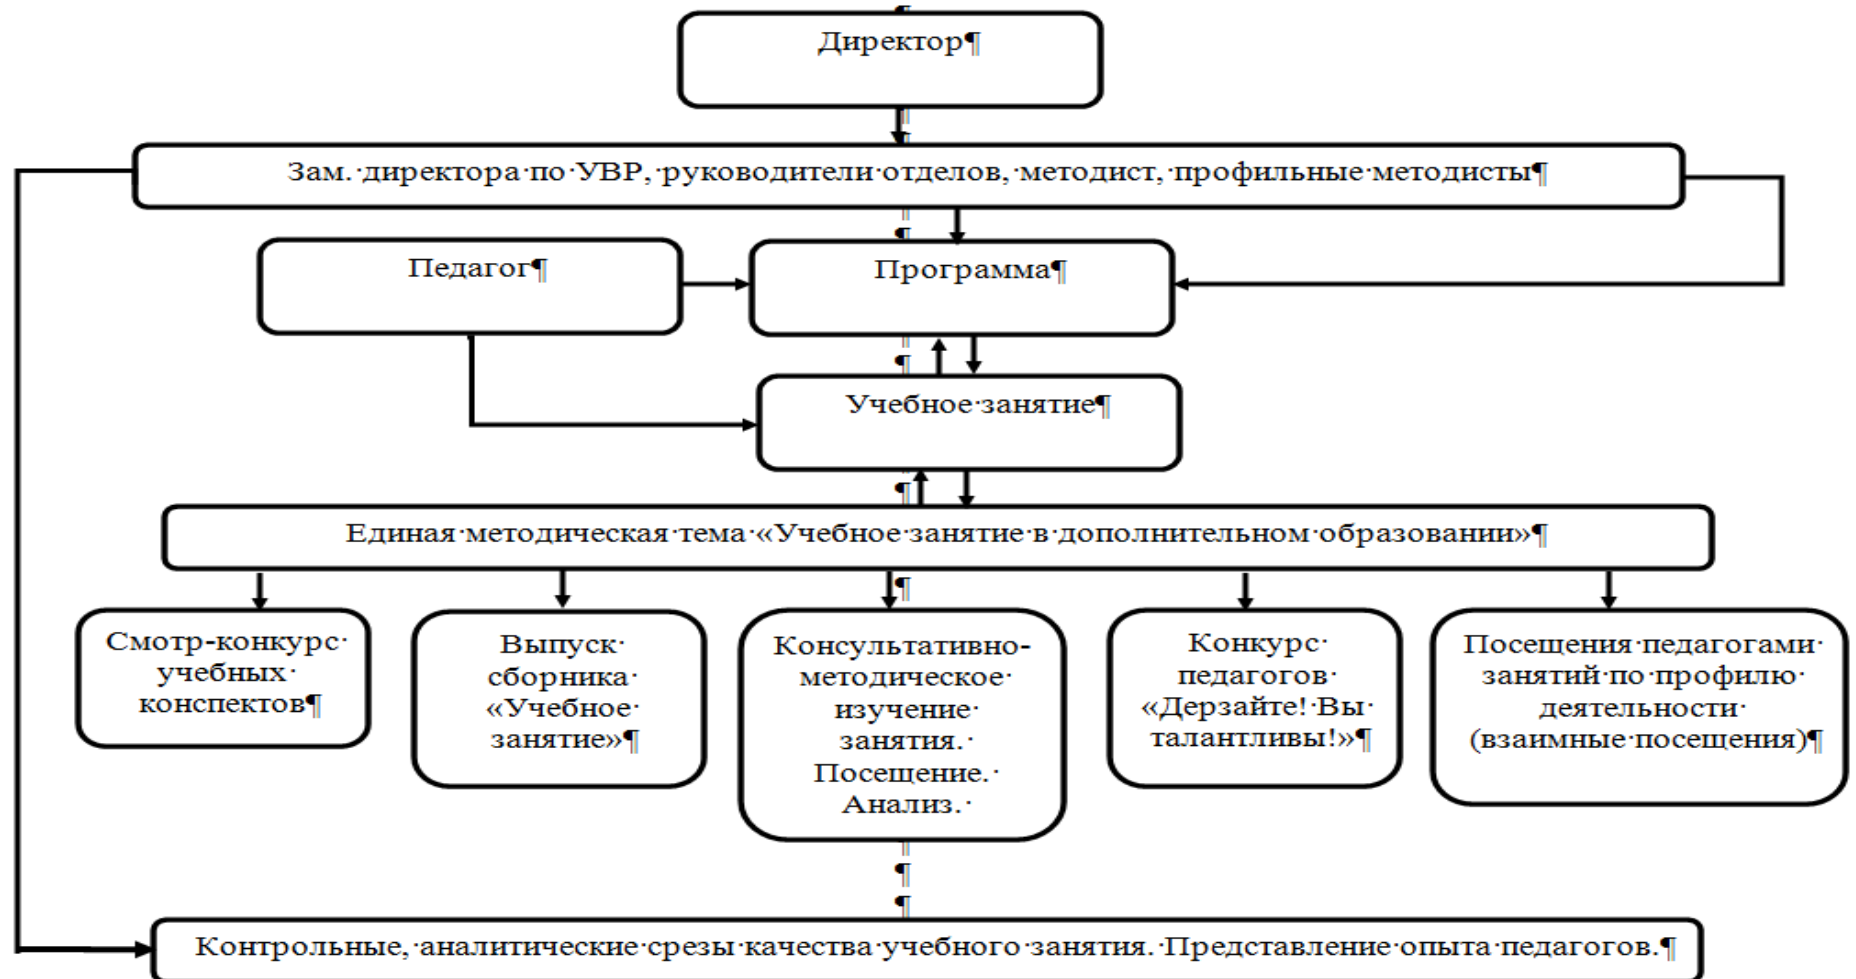 Директор¶
Зам.·директора·по·УВР,·руководители·отделов,·методист,·профильные·методисты¶
Педагог¶
Программа¶
Учебное·занятие¶
Единая·методическая·тема·«Учебное·занятие·в·дополнительном·образовании»¶
Смотр-конкурс·
учебных·
конспектов¶
Выпуск·
сборника·
«Учебное·
занятие»¶
Консультативно-
методическое·
изучение·
занятия.·
Посещение.·
Анализ.·
Конкурс·
педагогов·
«Дерзайте!·Вы·
талантливы!»¶
Посещения·педагогами·
занятий·по·профилю·
деятельности·
(взаимные·посещения)¶
Контрольные,·аналитические·срезы·качества·учебного·занятия.·Представление·опыта·педагогов.¶